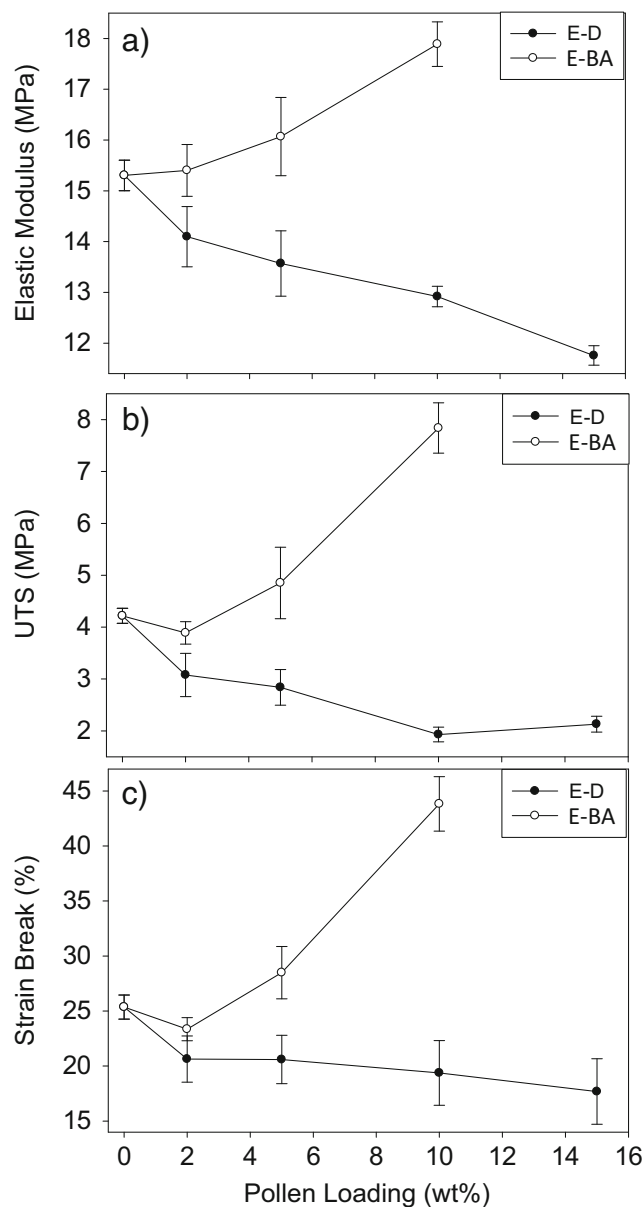 a)
E-D
E-BA
Elastic Modulus (MPa)
18
17
16
15
14
13
12
b)
E-D
E-BA
UTS (MPa)
8
7
6
5
4
3
2
c)
E-D
E-BA
Strain Break (%)
45
40
35
30
25
20
15
0 2 4 6 8 10 12 14 16
Pollen Loading (wt%)